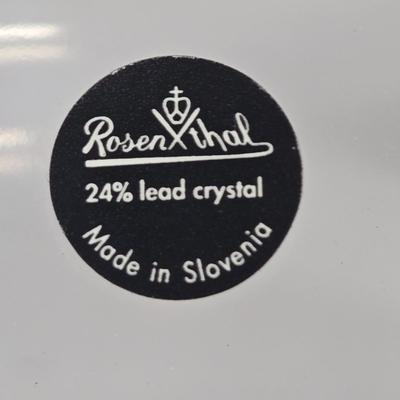 Rosenthal
24% lead crystal
Made in Slovenia